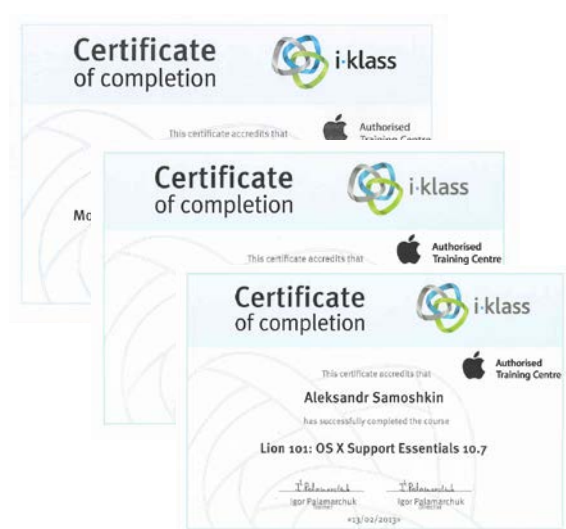 Certificate
of completion
i·klass
This certificate accredits that
Authorised
Training Centre
Mo
Certificate
of completion
i·klass
This certificate accredits that
Authorised
Training Centre
Certificate
of completion
i·klass
This certificate accredits that
Authorised
Training Centre
Aleksandr Samoshkin
has successfully completed the course
Lion 101: OS X Support Essentials 10.7
Igor Palamarchuk
Igor Palamarchuk
Director
«13/02/2013»